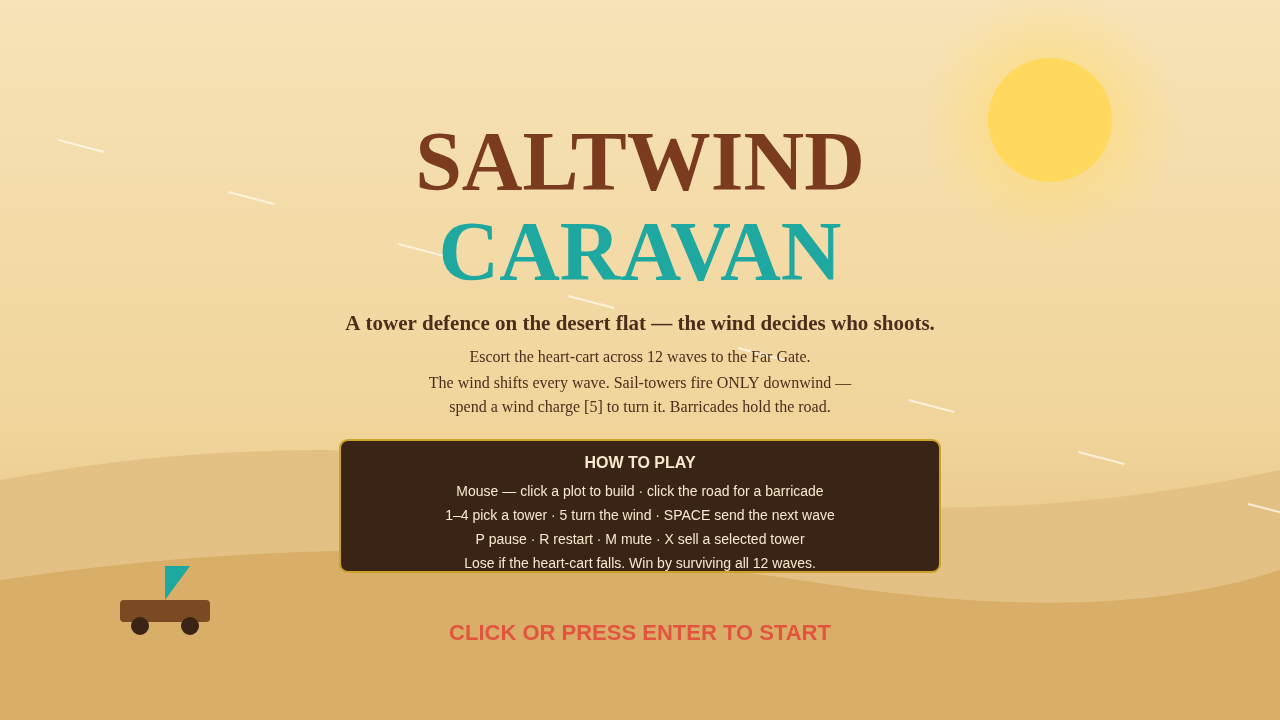 SALTWIND
CARAVAN
A tower defence on the desert flat — the wind decides who shoots.
Escort the heart-cart across 12 waves to the Far Gate.
The wind shifts every wave. Sail-towers fire ONLY downwind —
spend a wind charge [5] to turn it. Barricades hold the road.
HOW TO PLAY
Mouse — click a plot to build · click the road for a barricade
1–4 pick a tower · 5 turn the wind · SPACE send the next wave
P pause · R restart · M mute · X sell a selected tower
Lose if the heart-cart falls. Win by surviving all 12 waves.
CLICK OR PRESS ENTER TO START